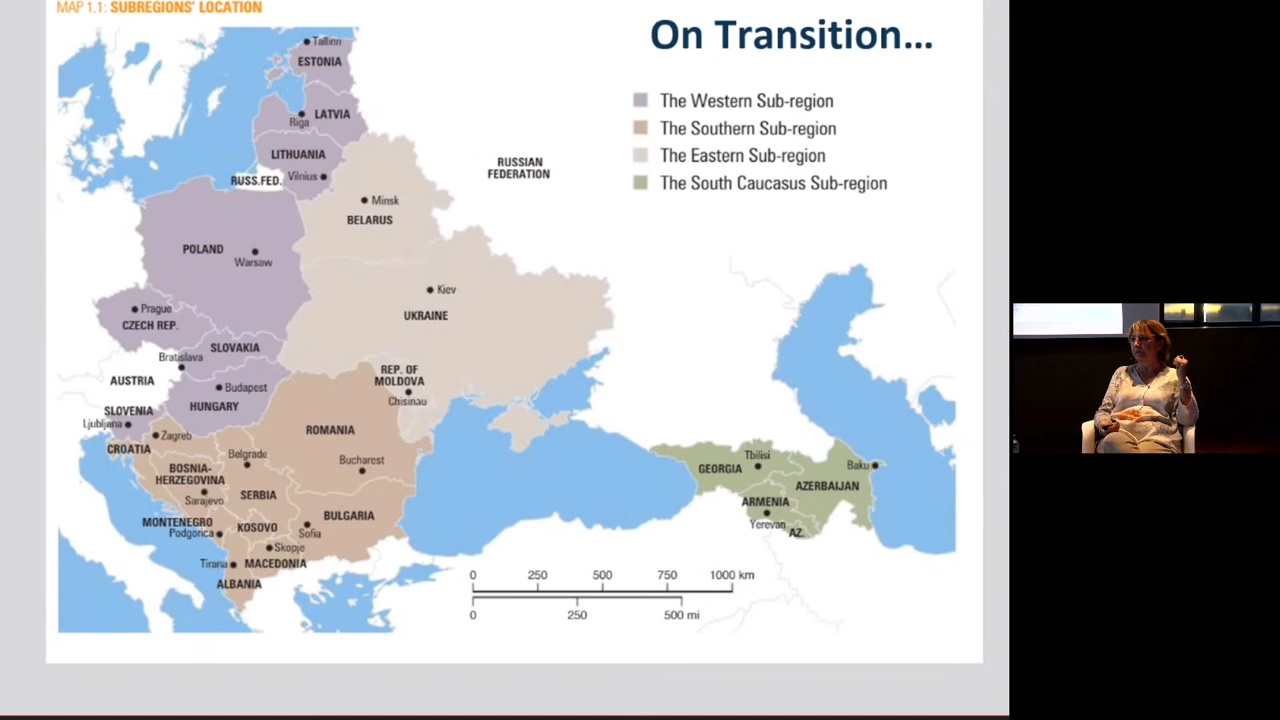 MAP 1.1: SUBREGIONS' LOCATION
On Transition...
The Western Sub-region
The Southern Sub-region
The Eastern Sub-region
The South Caucasus Sub-region
Tallinn
ESTONIA
LATVIA
Riga
LITHUANIA
Vilnius
RUSS.FED.
RUSSIAN
FEDERATION
Minsk
BELARUS
POLAND
Warsaw
Kiev
UKRAINE
Prague
CZECH REP.
SLOVAKIA
Bratislava
AUSTRIA
Budapest
HUNGARY
REP. OF
MOLDOVA
Chisinau
SLOVENIA
Ljubljana
Zagreb
CROATIA
ROMANIA
Bucharest
Belgrade
BOSNIA-
HERZEGOVINA
Sarajevo
SERBIA
MONTENEGRO
Podgorica
KOSOVO
BULGARIA
Sofia
Skopje
MACEDONIA
Tirana
ALBANIA
GEORGIA
Tbilisi
Baku
AZERBAIJAN
ARMENIA
Yerevan
AZ.
0 250 500 750 1000 km
0 250 500 mi